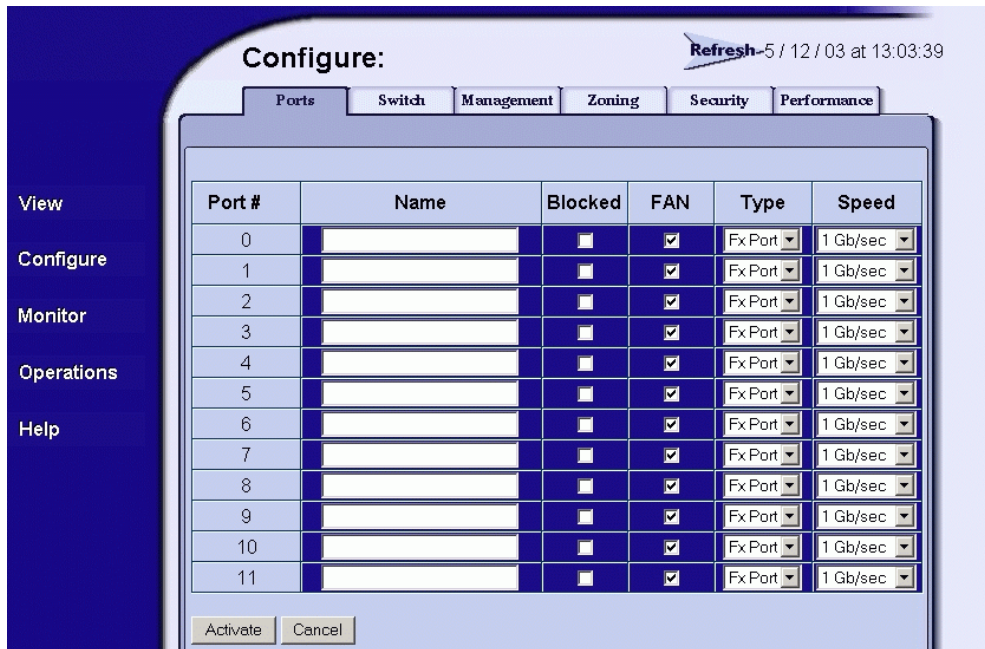 Configure:
Refresh-5 / 12 / 03 at 13:03:39
Ports Switch Management Zoning Security Performance
View
Configure
Monitor
Operations
Help
Port # Name Blocked FAN Type Speed
0 Fx Port 1 Gb/sec
1 Fx Port 1 Gb/sec
2 Fx Port 1 Gb/sec
3 Fx Port 1 Gb/sec
4 Fx Port 1 Gb/sec
5 Fx Port 1 Gb/sec
6 Fx Port 1 Gb/sec
7 Fx Port 1 Gb/sec
8 Fx Port 1 Gb/sec
9 Fx Port 1 Gb/sec
10 Fx Port 1 Gb/sec
11 Fx Port 1 Gb/sec
Activate Cancel